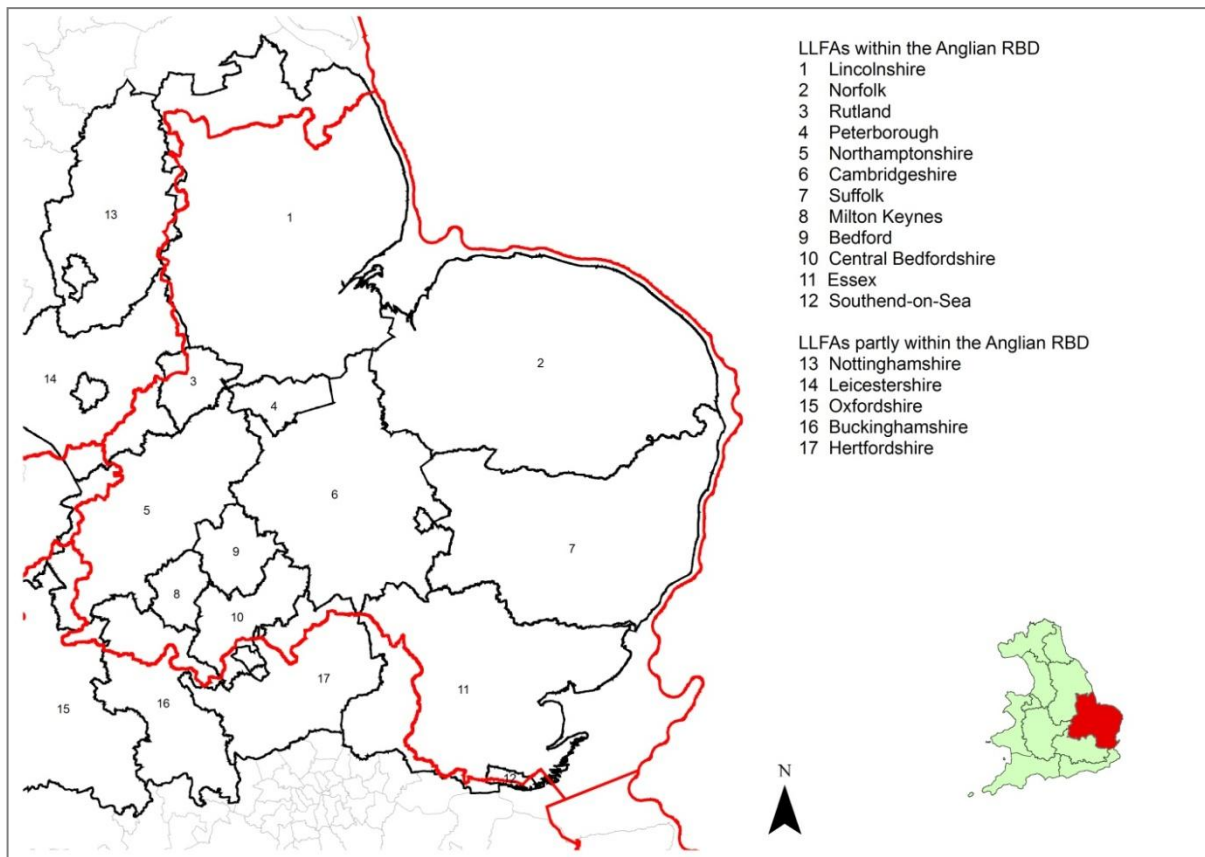 LLFAs within the Anglian RBD
1 Lincolnshire
2 Norfolk
3 Rutland
4 Peterborough
5 Northamptonshire
6 Cambridgeshire
7 Suffolk
8 Milton Keynes
9 Bedford
10 Central Bedfordshire
11 Essex
12 Southend-on-Sea
LLFAs partly within the Anglian RBD
13 Nottinghamshire
14 Leicestershire
15 Oxfordshire
16 Buckinghamshire
17 Hertfordshire
13
1
2
14
3
4
5
6
9
7
8
10
17
11
16
15
12
N